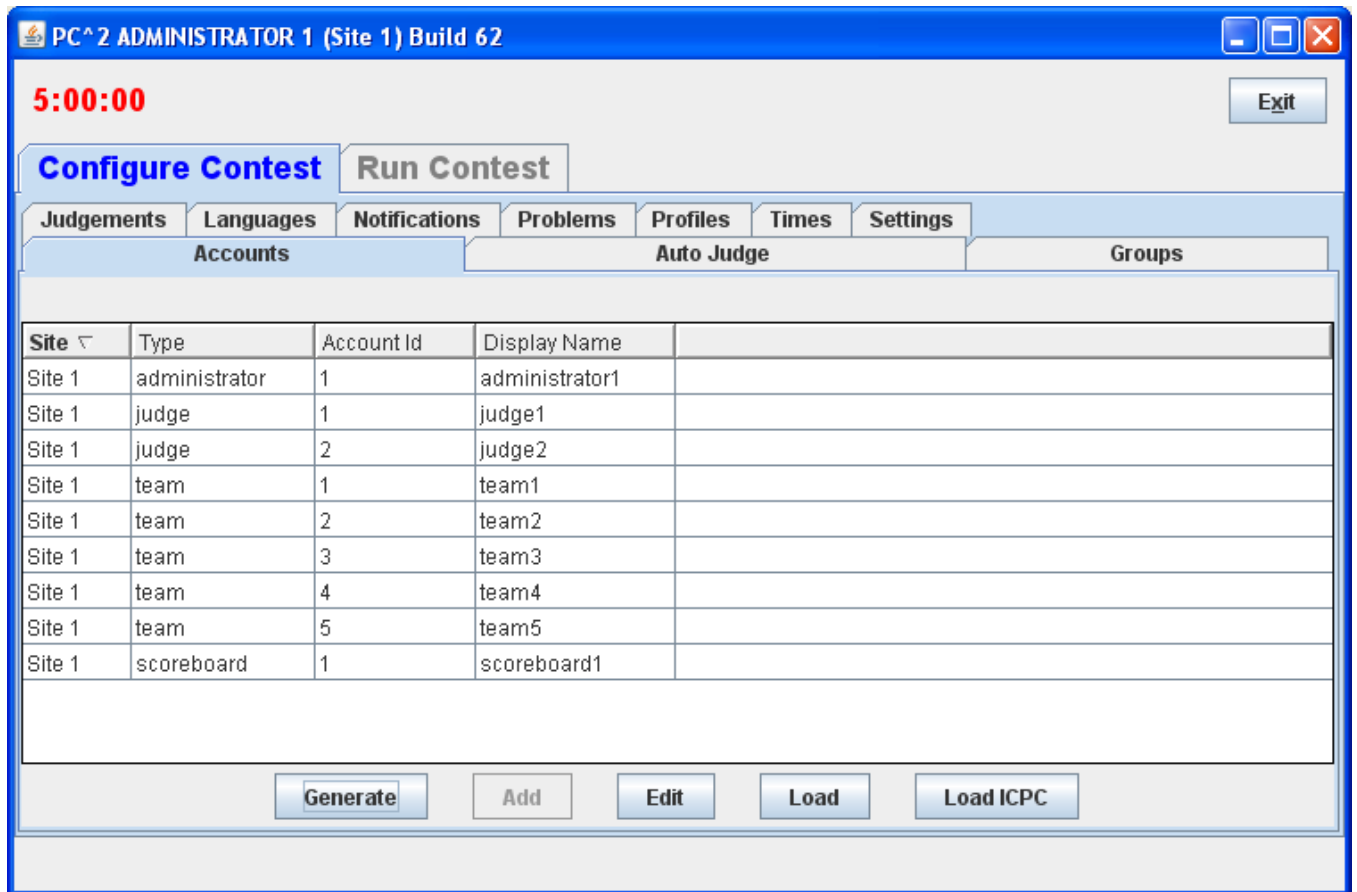 PC^2 ADMINISTRATOR 1 (Site 1) Build 62
5:00:00 Exit
Configure Contest Run Contest
Judgements Languages Notifications Problems Profiles Times Settings
Accounts Auto Judge Groups
Site Type Account Id Display Name
Site 1 administrator 1 administrator1
Site 1 judge 1 judge1
Site 1 judge 2 judge2
Site 1 team 1 team1
Site 1 team 2 team2
Site 1 team 3 team3
Site 1 team 4 team4
Site 1 team 5 team5
Site 1 scoreboard 1 scoreboard1
Generate Add Edit Load Load ICPC